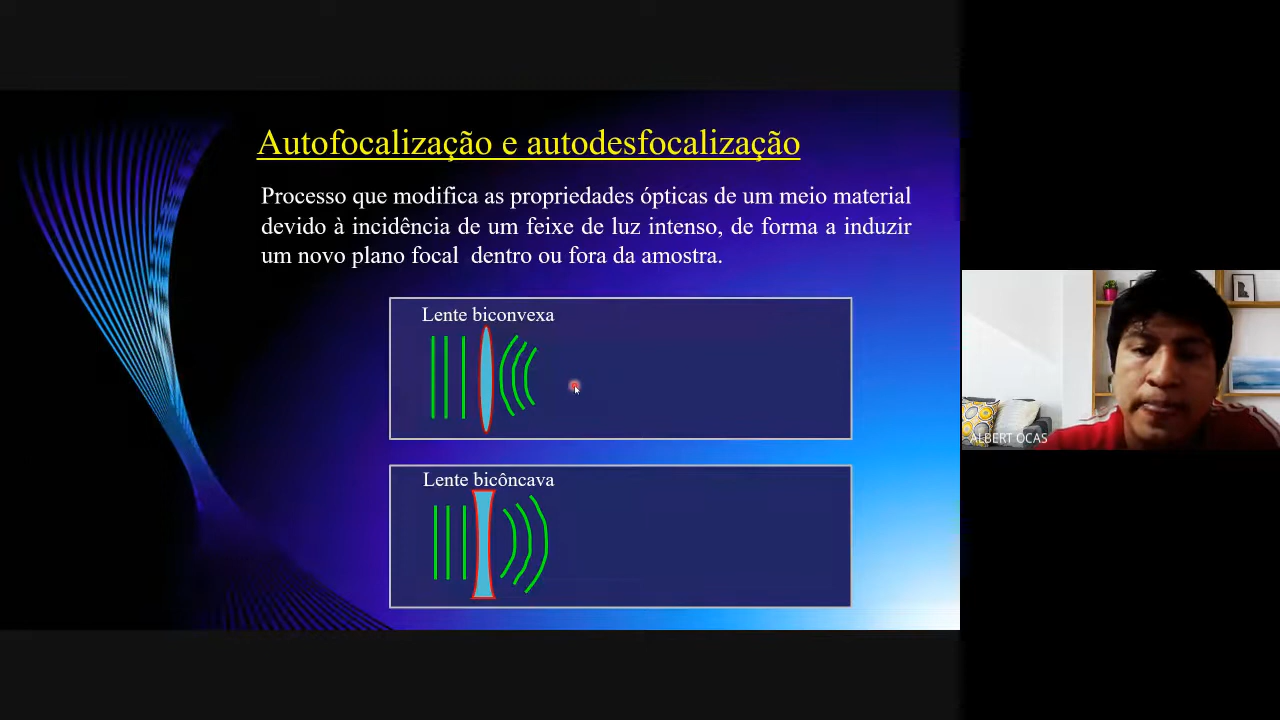 Autofocalização e autodesfocalização
Processo que modifica as propriedades ópticas de um meio material
devido à incidência de um feixe de luz intenso, de forma a induzir
um novo plano focal dentro ou fora da amostra.
Lente biconvexa
Lente bicôncava
ALBERT OCAS